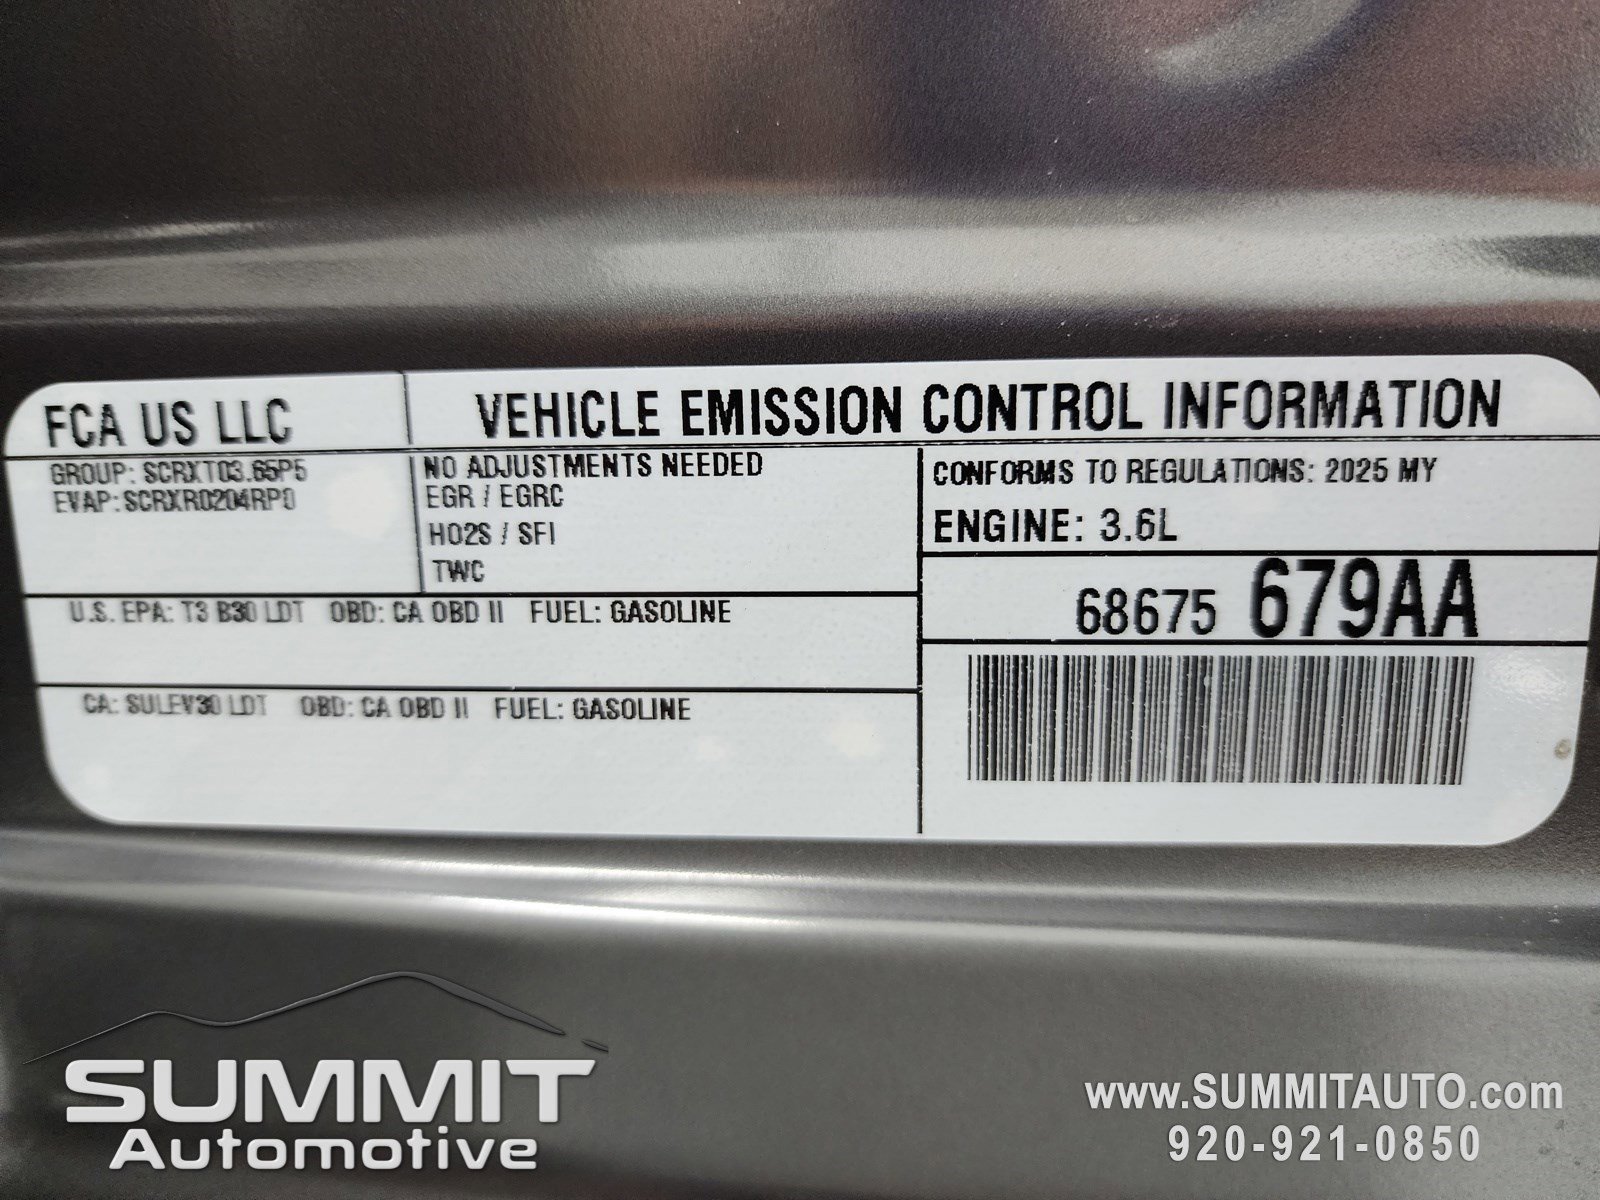 FCA US LLC
VEHICLE EMISSION CONTROL INFORMATION
GROUP: SCRXT03.65P5
EVAP: SCRXR0204RP0
NO ADJUSTMENTS NEEDED
EGR / EGRC
HO2S / SFI
TWC
CONFORMS TO REGULATIONS: 2025 MY
ENGINE: 3.6L
68675 679AA
U.S. EPA: T3 B30 LDT OBD: CA OBD II FUEL: GASOLINE
CA: SULEV30 LDT OBD: CA OBD II FUEL: GASOLINE
SUMMIT
Automotive
www.SUMMITAUTO.com
920-921-0850